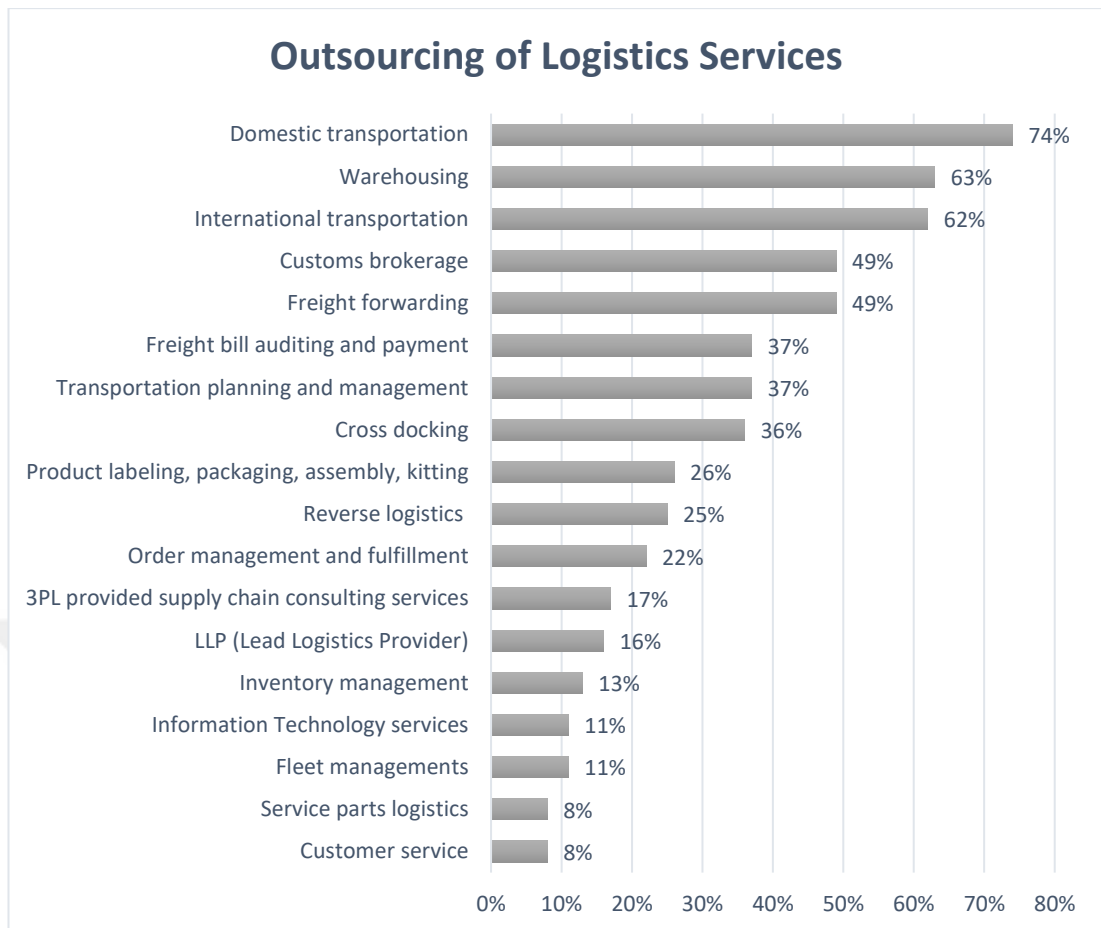 Outsourcing of Logistics Services
Domestic transportation 74%
Warehousing 63%
International transportation 62%
Customs brokerage 49%
Freight forwarding 49%
Freight bill auditing and payment 37%
Transportation planning and management 37%
Cross docking 36%
Product labeling, packaging, assembly, kitting 26%
Reverse logistics 25%
Order management and fulfillment 22%
3PL provided supply chain consulting services 17%
LLP (Lead Logistics Provider) 16%
Inventory management 13%
Information Technology services 11%
Fleet managements 11%
Service parts logistics 8%
Customer service 8%
0% 10% 20% 30% 40% 50% 60% 70% 80%